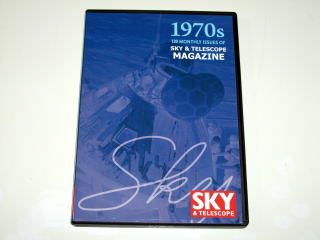 1970s
120 MONTHLY ISSUES OF
SKY & TELESCOPE
MAGAZINE
Sky
SKY
& TELESCOPE